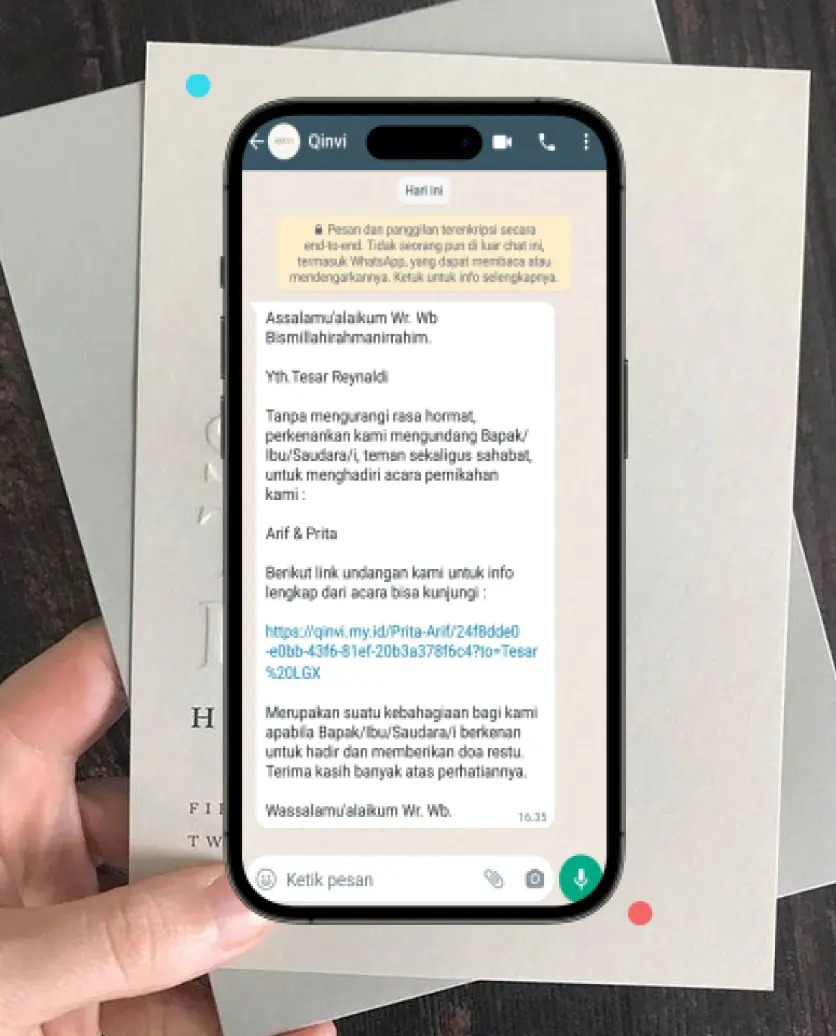 Qinvi
Hari ini
Pesan dan panggilan terenkripsi secara
end-to-end. Tidak seorang pun di luar chat ini,
termasuk WhatsApp, yang dapat membaca atau
mendengarkannya. Ketuk untuk info selengkapnya.
Assalamu'alaikum Wr. Wb
Bismillahirahmanirrahim.
Yth.Tesar Reynaldi
Tanpa mengurangi rasa hormat,
perkenankan kami mengundang Bapak/
Ibu/Saudara/i, teman sekaligus sahabat,
untuk menghadiri acara pernikahan
kami :
Arif & Prita
Berikut link undangan kami untuk info
lengkap dari acara bisa kunjungi :
https://qinvi.my.id/Prita-Arif/24f8dde0
-e0bb-43f6-81ef-20b3a378f6c4?to=Tesar
%20LGX
Merupakan suatu kebahagiaan bagi kami
apabila Bapak/Ibu/Saudara/i berkenan
untuk hadir dan memberikan doa restu.
Terima kasih banyak atas perhatiannya.
Wassalamu'alaikum Wr. Wb.
16.35
Ketik pesan
H
FI
TW